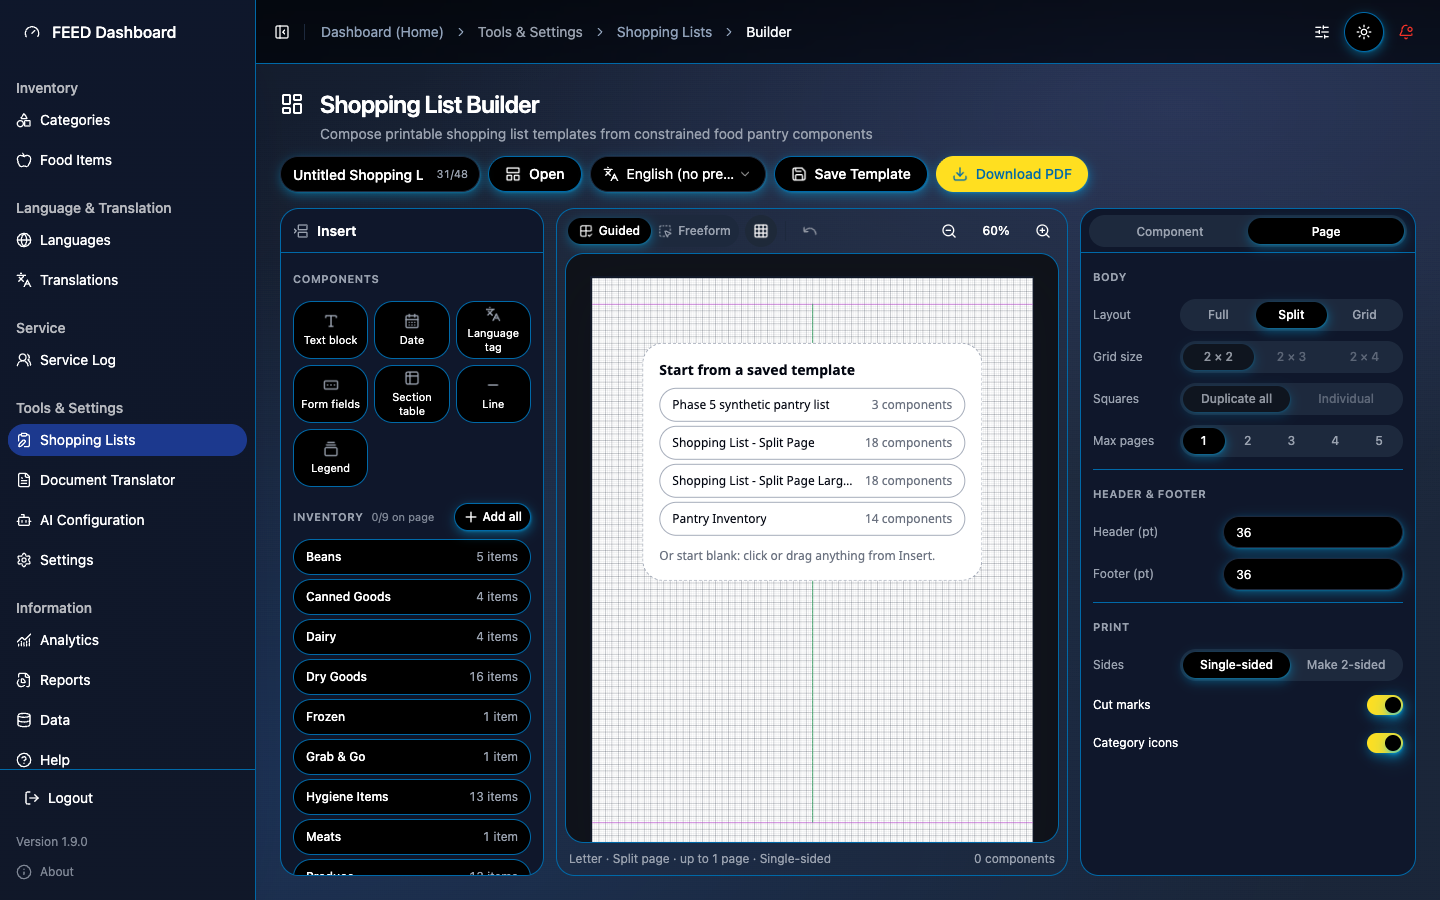 FEED Dashboard
Inventory
Categories
Food Items
Language & Translation
Languages
Translations
Service
Service Log
Tools & Settings
Shopping Lists
Document Translator
AI Configuration
Settings
Information
Analytics
Reports
Data
Help
Logout
Version 1.9.0
About
Dashboard (Home) > Tools & Settings > Shopping Lists > Builder
Shopping List Builder
Compose printable shopping list templates from constrained food pantry components
Untitled Shopping L 31/48
Open
English (no pre...
Save Template
Download PDF
Insert
COMPONENTS
Text block
Date
Language tag
Form fields
Section table
Line
Legend
INVENTORY 0/9 on page
Add all
Beans 5 items
Canned Goods 4 items
Dairy 4 items
Dry Goods 16 items
Frozen 1 item
Grab & Go 1 item
Hygiene Items 13 items
Meats 1 item
Guided
Freeform
60%
Start from a saved template
Phase 5 synthetic pantry list 3 components
Shopping List - Split Page 18 components
Shopping List - Split Page Larg... 18 components
Pantry Inventory 14 components
Or start blank: click or drag anything from Insert.
Letter · Split page · up to 1 page · Single-sided
0 components
Component
Page
BODY
Layout Full Split Grid
Grid size 2 × 2 2 × 3 2 × 4
Squares Duplicate all Individual
Max pages 1 2 3 4 5
HEADER & FOOTER
Header (pt) 36
Footer (pt) 36
PRINT
Sides Single-sided Make 2-sided
Cut marks
Category icons